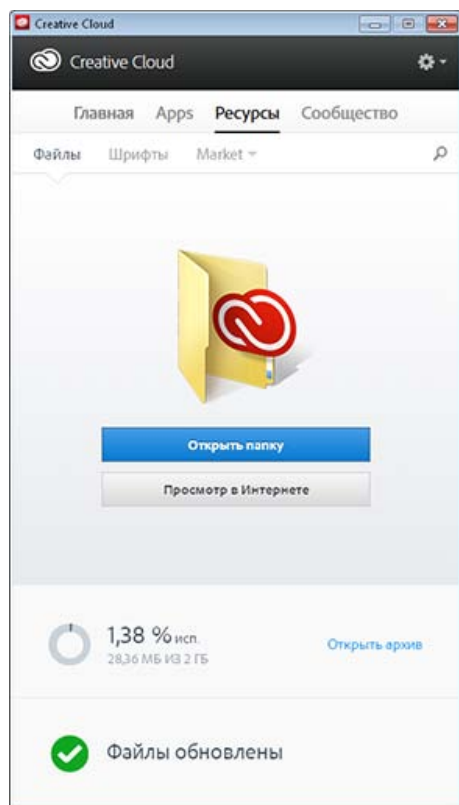 Creative Cloud
Creative Cloud
Главная Apps Ресурсы Сообщество
Файлы Шрифты Market
Открыть папку
Просмотр в Интернете
1,38 % исп.
28,36 МБ ИЗ 2 ГБ
Открыть архив
Файлы обновлены